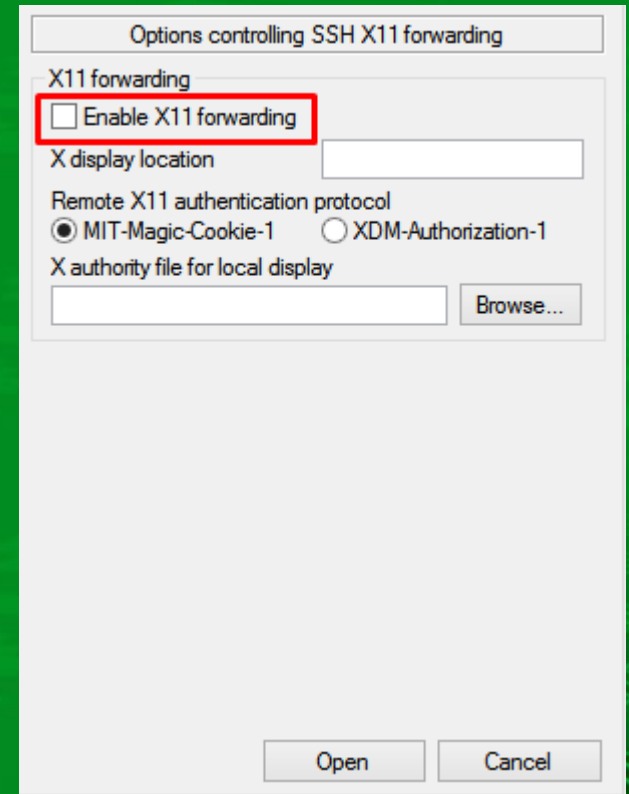 Options controlling SSH X11 forwarding
X11 forwarding
Enable X11 forwarding
X display location
Remote X11 authentication protocol
MIT-Magic-Cookie-1 XDM-Authorization-1
X authority file for local display
Browse...
Open Cancel